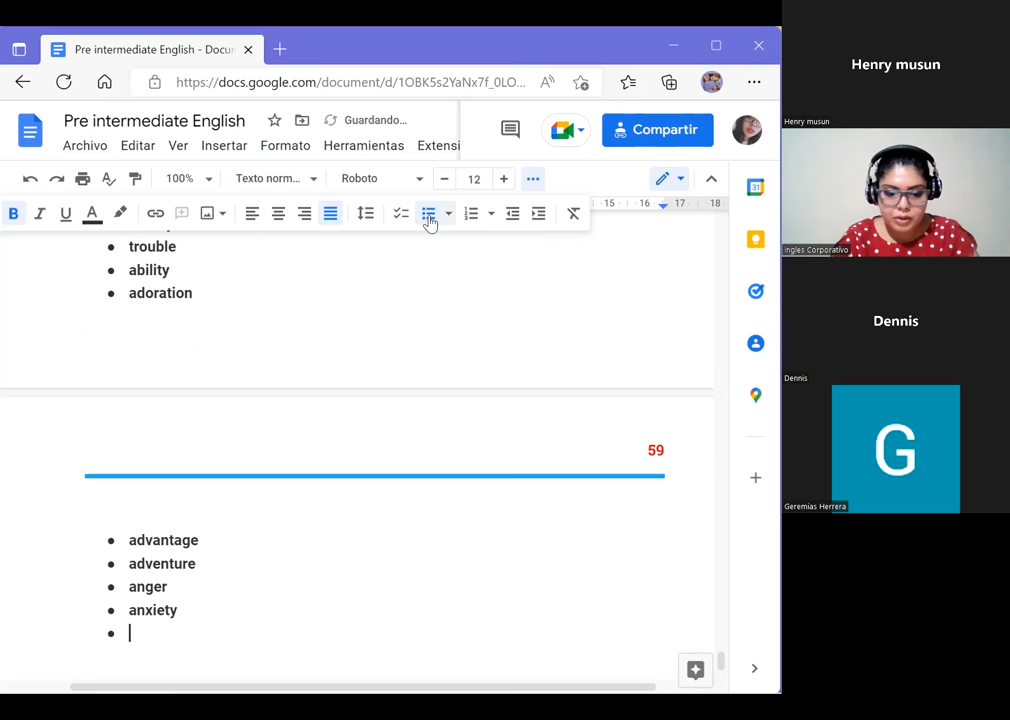 Pre intermediate English - Docun
https://docs.google.com/document/d/1OBK5s2YaNx7f_0LO...
Pre intermediate English
Guardando...
Compartir
Archivo Editar Ver Insertar Formato Herramientas Extensi
100% Texto norm... Roboto 12
15 16 17 18
trouble
ability
adoration
59
advantage
adventure
anger
anxiety
Henry musun
Henry musun
Ingles Corporativo
Dennis
Dennis
G
Geremias Herrera